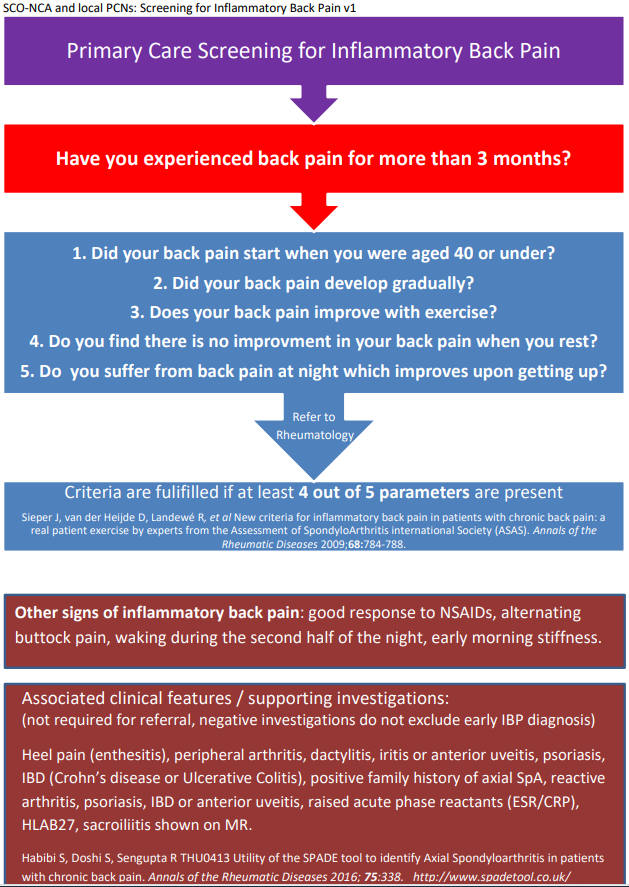 SCO-NCA and local PCNs: Screening for Inflammatory Back Pain v1
Primary Care Screening for Inflammatory Back Pain
Have you experienced back pain for more than 3 months?
1. Did your back pain start when you were aged 40 or under?
2. Did your back pain develop gradually?
3. Does your back pain improve with exercise?
4. Do you find there is no improvment in your back pain when you rest?
5. Do you suffer from back pain at night which improves upon getting up?
Refer to
Rheumatology
Criteria are fulifilled if at least 4 out of 5 parameters are present
Sieper J, van der Heijde D, Landewé R, et al New criteria for inflammatory back pain in patients with chronic back pain: a
real patient exercise by experts from the Assessment of SpondyloArthritis international Society (ASAS). Annals of the
Rheumatic Diseases 2009;68:784-788.
Other signs of inflammatory back pain: good response to NSAIDs, alternating
buttock pain, waking during the second half of the night, early morning stiffness.
Associated clinical features / supporting investigations:
(not required for referral, negative investigations do not exclude early IBP diagnosis)
Heel pain (enthesitis), peripheral arthritis, dactylitis, iritis or anterior uveitis, psoriasis,
IBD (Crohn's disease or Ulcerative Colitis), positive family history of axial SpA, reactive
arthritis, psoriasis, IBD or anterior uveitis, raised acute phase reactants (ESR/CRP),
HLAB27, sacroiliitis shown on MR.
Habibi S, Doshi S, Sengupta R THU0413 Utility of the SPADE tool to identify Axial Spondyloarthritis in patients
with chronic back pain. Annals of the Rheumatic Diseases 2016; 75:338. http://www.spadetool.co.uk/